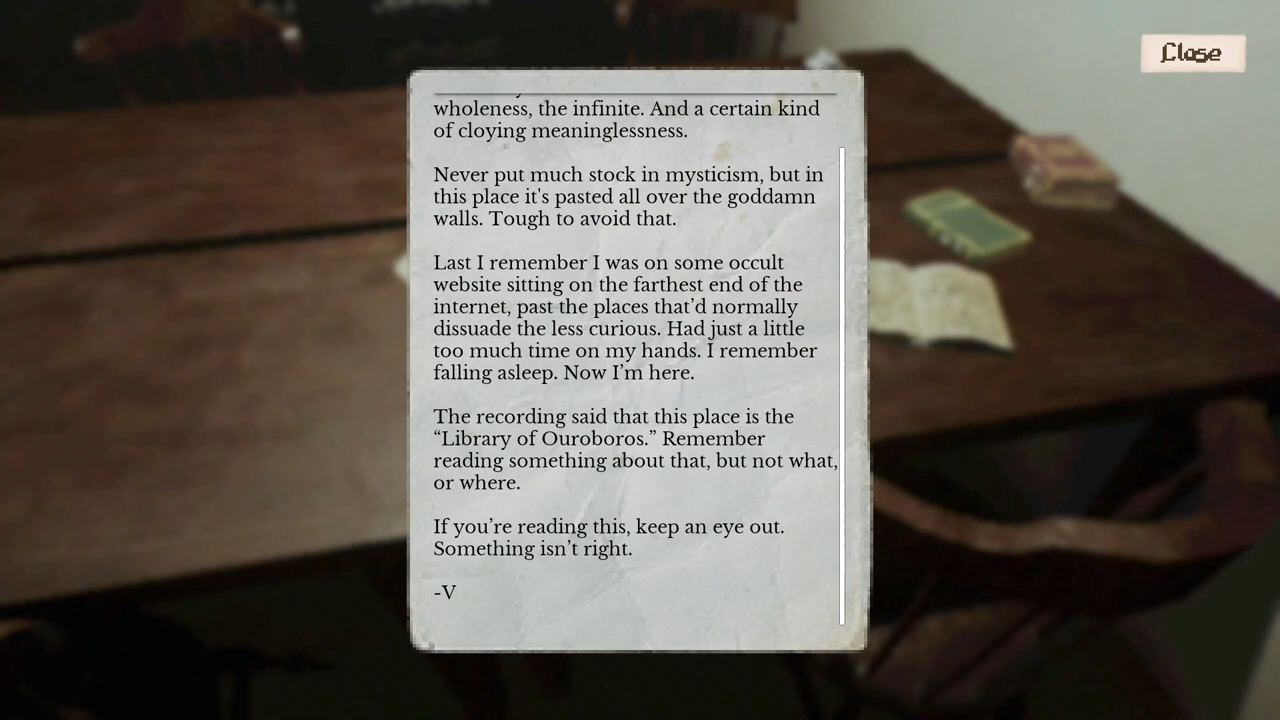 Close
wholeness, the infinite. And a certain kind
of cloying meaninglessness.
Never put much stock in mysticism, but in
this place it's pasted all over the goddamn
walls. Tough to avoid that.
Last I remember I was on some occult
website sitting on the farthest end of the
internet, past the places that’d normally
dissuade the less curious. Had just a little
too much time on my hands. I remember
falling asleep. Now I’m here.
The recording said that this place is the
“Library of Ouroboros.” Remember
reading something about that, but not what,
or where.
If you’re reading this, keep an eye out.
Something isn’t right.
-V